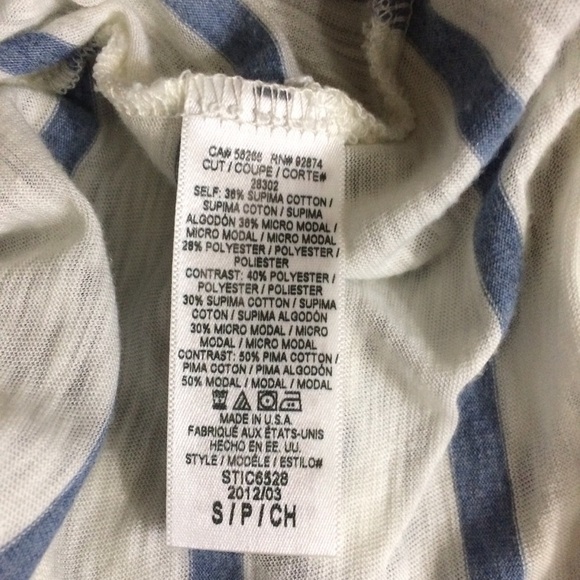 CA# 56266 RN# 92874
CUT / COUPE / CORTE#
28302
SELF: 36% SUPIMA COTTON /
SUPIMA COTON / SUPIMA
ALGODÓN 36% MICRO MODAL /
MICRO MODAL / MICRO MODAL
28% POLYESTER / POLYESTER /
POLIESTER
CONTRAST: 40% POLYESTER /
POLYESTER / POLIESTER
30% SUPIMA COTTON / SUPIMA
COTON / SUPIMA ALGODÓN
30% MICRO MODAL / MICRO
MODAL / MICRO MODAL
CONTRAST: 50% PIMA COTTON /
PIMA COTON / PIMA ALGODÓN
50% MODAL / MODAL / MODAL
MADE IN U.S.A.
FABRIQUÉ AUX ÉTATS-UNIS
HECHO EN EE. UU.
STYLE / MODÈLE / ESTILO#
STIC6528
2012/03
S / P / CH